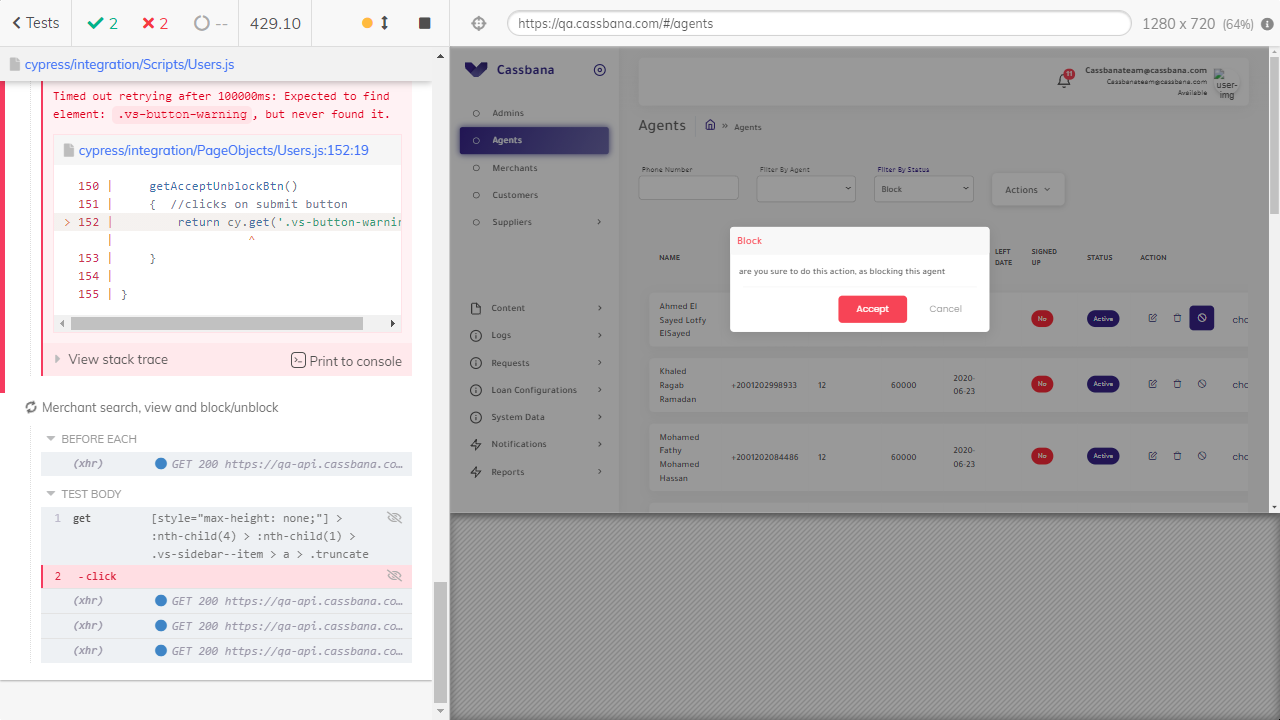 Tests
2
2
--
429.10
https://qa.cassbana.com/#/agents
1280 x 720 (64%)
cypress/integration/Scripts/Users.js
Timed out retrying after 100000ms: Expected to find
element: .vs-button-warning, but never found it.
cypress/integration/PageObjects/Users.js:152:19
150 | getAcceptUnblockBtn()
151 | { //clicks on submit button
> 152 | return cy.get('.vs-button-warnin
| ^
153 | }
154 |
155 | }
View stack trace
Print to console
Merchant search, view and block/unblock
BEFORE EACH
(xhr) GET 200 https://qa-api.cassbana.co…
TEST BODY
1 get [style="max-height: none;"] >
:nth-child(4) > :nth-child(1) >
.vs-sidebar--item > a > .truncate
2 -click
(xhr) GET 200 https://qa-api.cassbana.co…
(xhr) GET 200 https://qa-api.cassbana.co…
(xhr) GET 200 https://qa-api.cassbana.co…
Cassbana
Admins
Agents
Merchants
Customers
Suppliers
Content
Logs
Requests
Loan Configurations
System Data
Notifications
Reports
11
Cassbanateam@cassbana.com
Cassbanateam@cassbana.com
Available
user-
img
Agents
» Agents
Phone Number
Filter By Agent
Filter By Status
Block
Actions
NAME
LEFT
DATE
SIGNED
UP
STATUS
ACTION
Block
are you sure to do this action, as blocking this agent
Accept
Cancel
Ahmed El
Sayed Lotfy
ElSayed
No
Active
cha
Khaled
Ragab
Ramadan
+2001202998933
12
60000
2020-
06-23
No
Active
cha
Mohamed
Fathy
Mohamed
Hassan
+2001202084486
12
60000
2020-
06-23
No
Active
cha